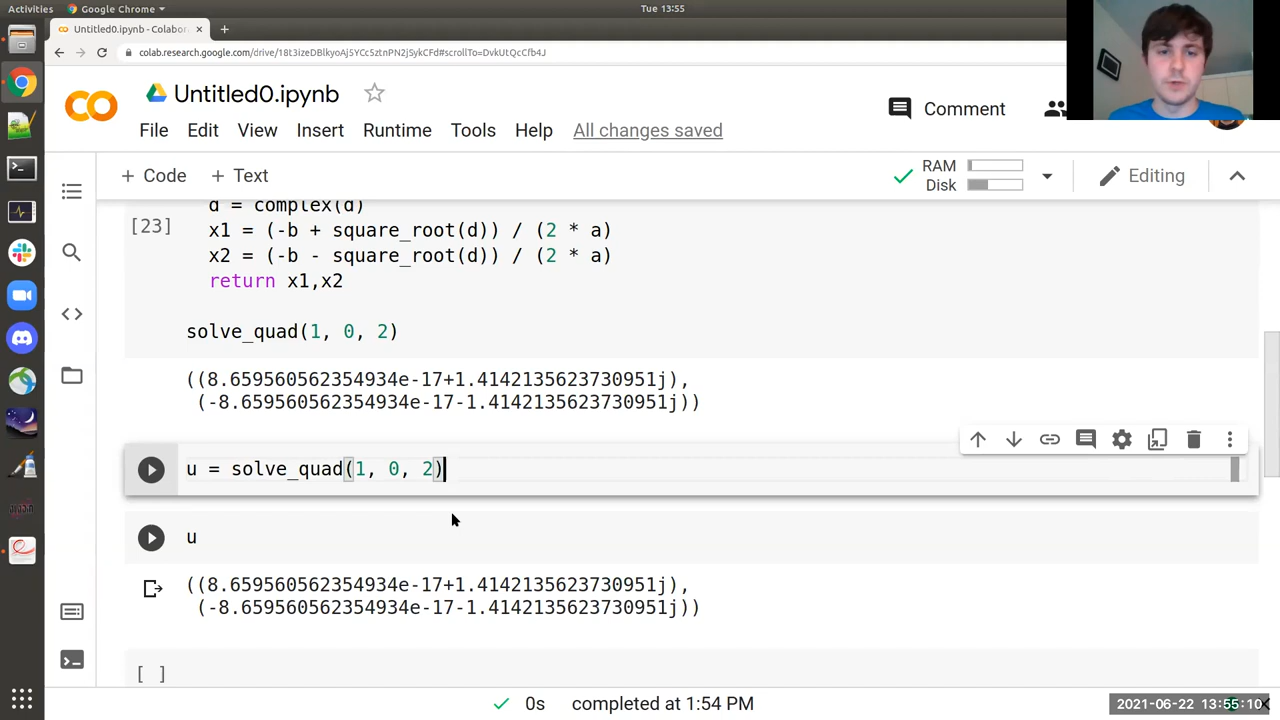 Activities Google Chrome Tue 13:55
Untitled0.ipynb - Colabor
colab.research.google.com/drive/18t3izeDBlkyoAj5YCc5ztnPN2jSykCFd#scrollTo=DvkUtQcCfb4J
Untitled0.ipynb
File Edit View Insert Runtime Tools Help All changes saved
Comment
+ Code + Text
RAM
Disk
Editing
d = complex(d)
[23]
x1 = (-b + square_root(d)) / (2 * a)
x2 = (-b - square_root(d)) / (2 * a)
return x1,x2
solve_quad(1, 0, 2)
((8.659560562354934e-17+1.4142135623730951j),
(-8.659560562354934e-17-1.4142135623730951j))
u = solve_quad(1, 0, 2)
u
((8.659560562354934e-17+1.4142135623730951j),
(-8.659560562354934e-17-1.4142135623730951j))
[ ]
0s completed at 1:54 PM
2021-06-22 13:55:10